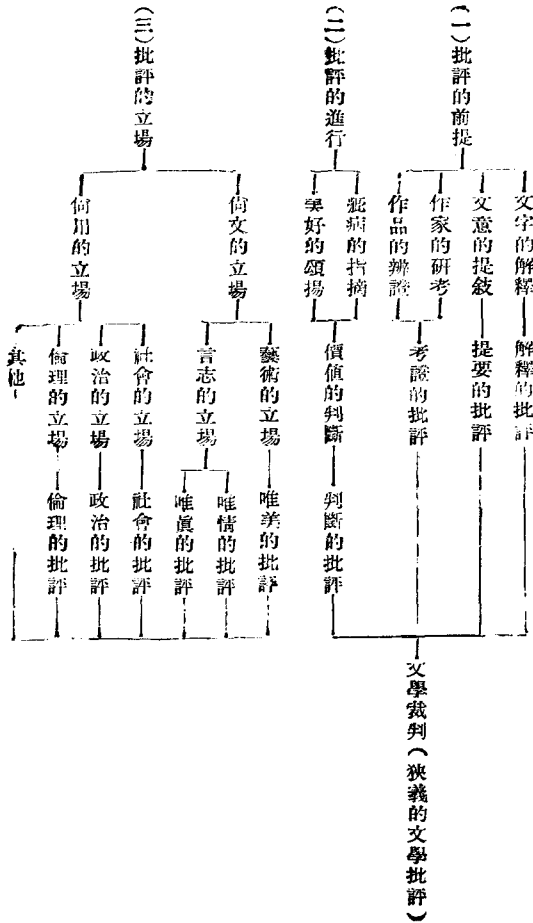 (一)批評的前提
文字的解釋
解釋的批評
文意的提敍
提要的批評
作家的研考
作品的辨證
考證的批評
文學裁判(狹義的文學批評)
(二)批評的進行
疵病的指摘
美好的頌揚
價值的判斷
判斷的批評
(三)批評的立場
尙文的立場
藝術的立場
唯美的批評
言志的立場
唯情的批評
唯眞的批評
尙用的立場
社會的立場
社會的批評
政治的立場
政治的批評
倫理的立場
倫理的批評
其他